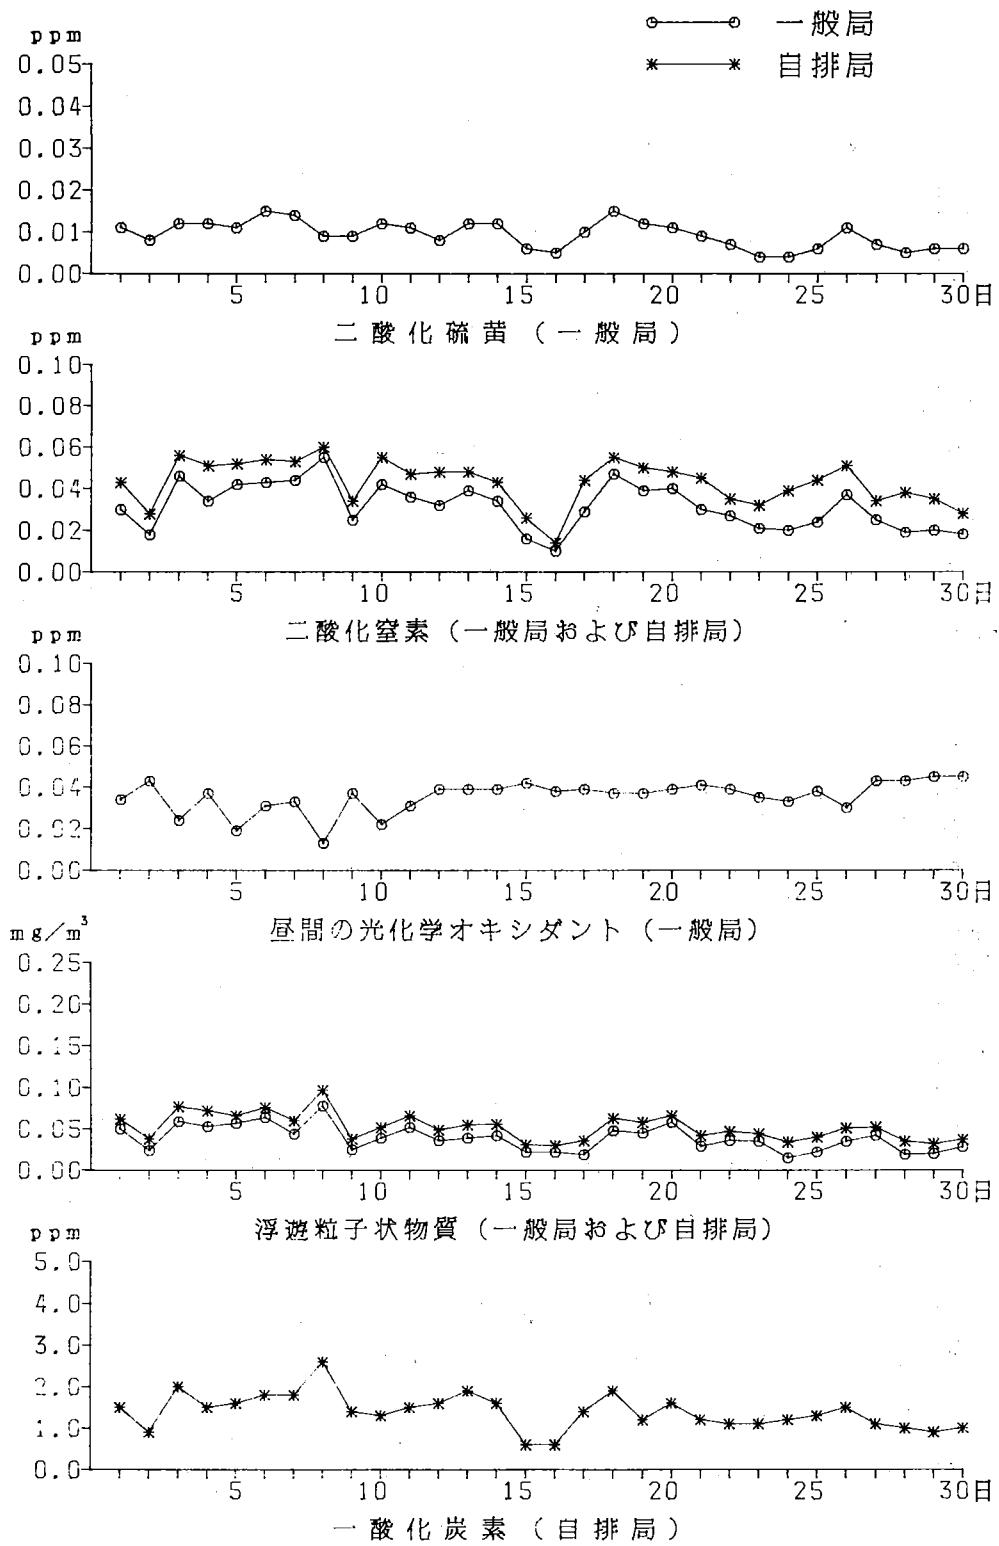 一般局
自排局
ppm
0.05
0.04
0.03
0.02
0.01
0.00
5 10 15 20 25 30日
二酸化硫黄（一般局）
ppm
0.10
0.08
0.06
0.04
0.02
0.00
5 10 15 20 25 30日
二酸化窒素（一般局および自排局）
ppm
0.10
0.08
0.06
0.04
0.02
0.00
5 10 15 20 25 30日
昼間の光化学オキシダント（一般局）
mg/m³
0.25
0.20
0.15
0.10
0.05
0.00
5 10 15 20 25 30日
浮遊粒子状物質（一般局および自排局）
ppm
5.0
4.0
3.0
2.0
1.0
0.0
5 10 15 20 25 30日
一酸化炭素（自排局）